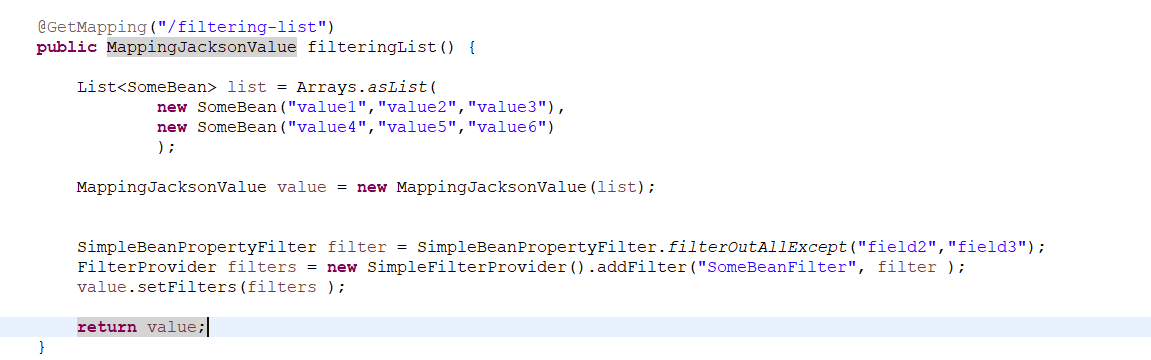 @GetMapping("/filtering-list")
public MappingJacksonValue filteringList() {
List<SomeBean> list = Arrays.asList(
new SomeBean("value1","value2","value3"),
new SomeBean("value4","value5","value6")
);
MappingJacksonValue value = new MappingJacksonValue(list);
SimpleBeanPropertyFilter filter = SimpleBeanPropertyFilter.filterOutAllExcept("field2","field3");
FilterProvider filters = new SimpleFilterProvider().addFilter("SomeBeanFilter", filter );
value.setFilters(filters );
return value;
}